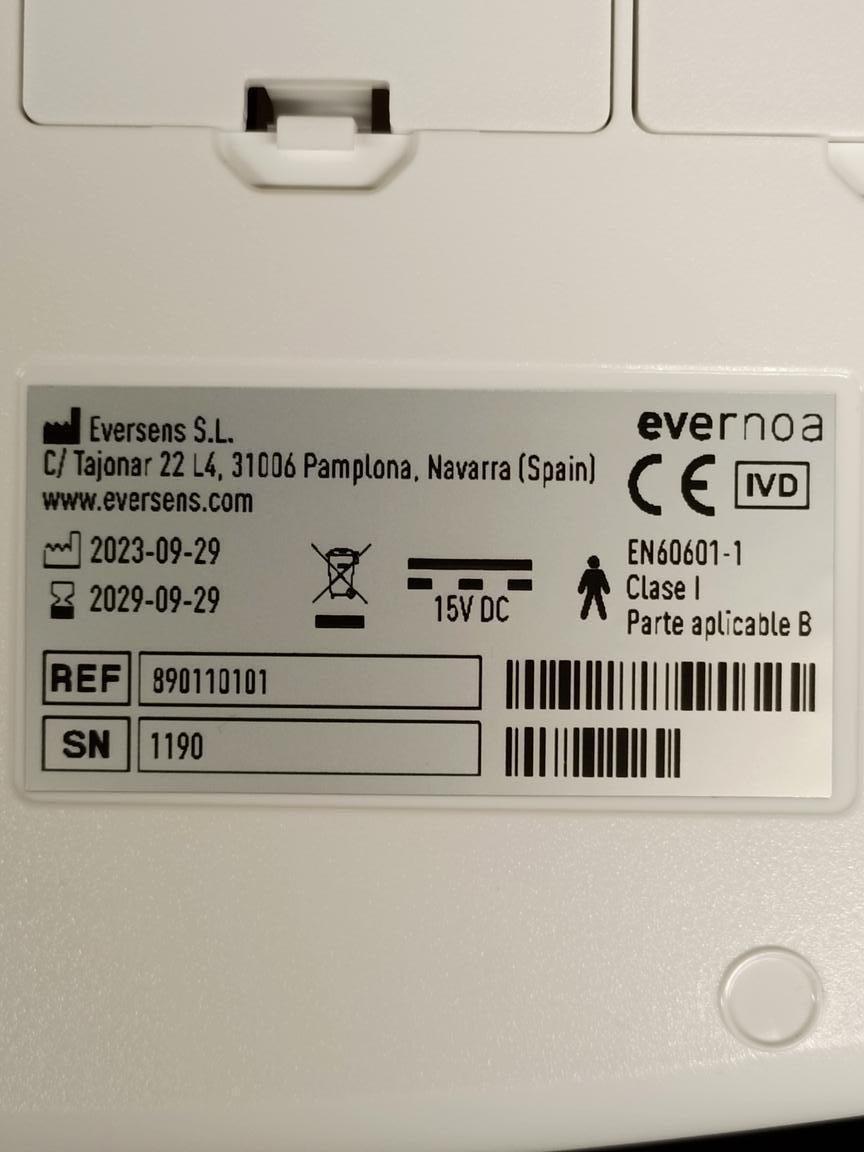 Eversens S.L.
C/ Tajonar 22 L4, 31006 Pamplona, Navarra (Spain)
www.eversens.com
evernoa
CE IVD
2023-09-29
2029-09-29
15V DC
EN60601-1
Clase I
Parte aplicable B
REF 890110101
SN 1190